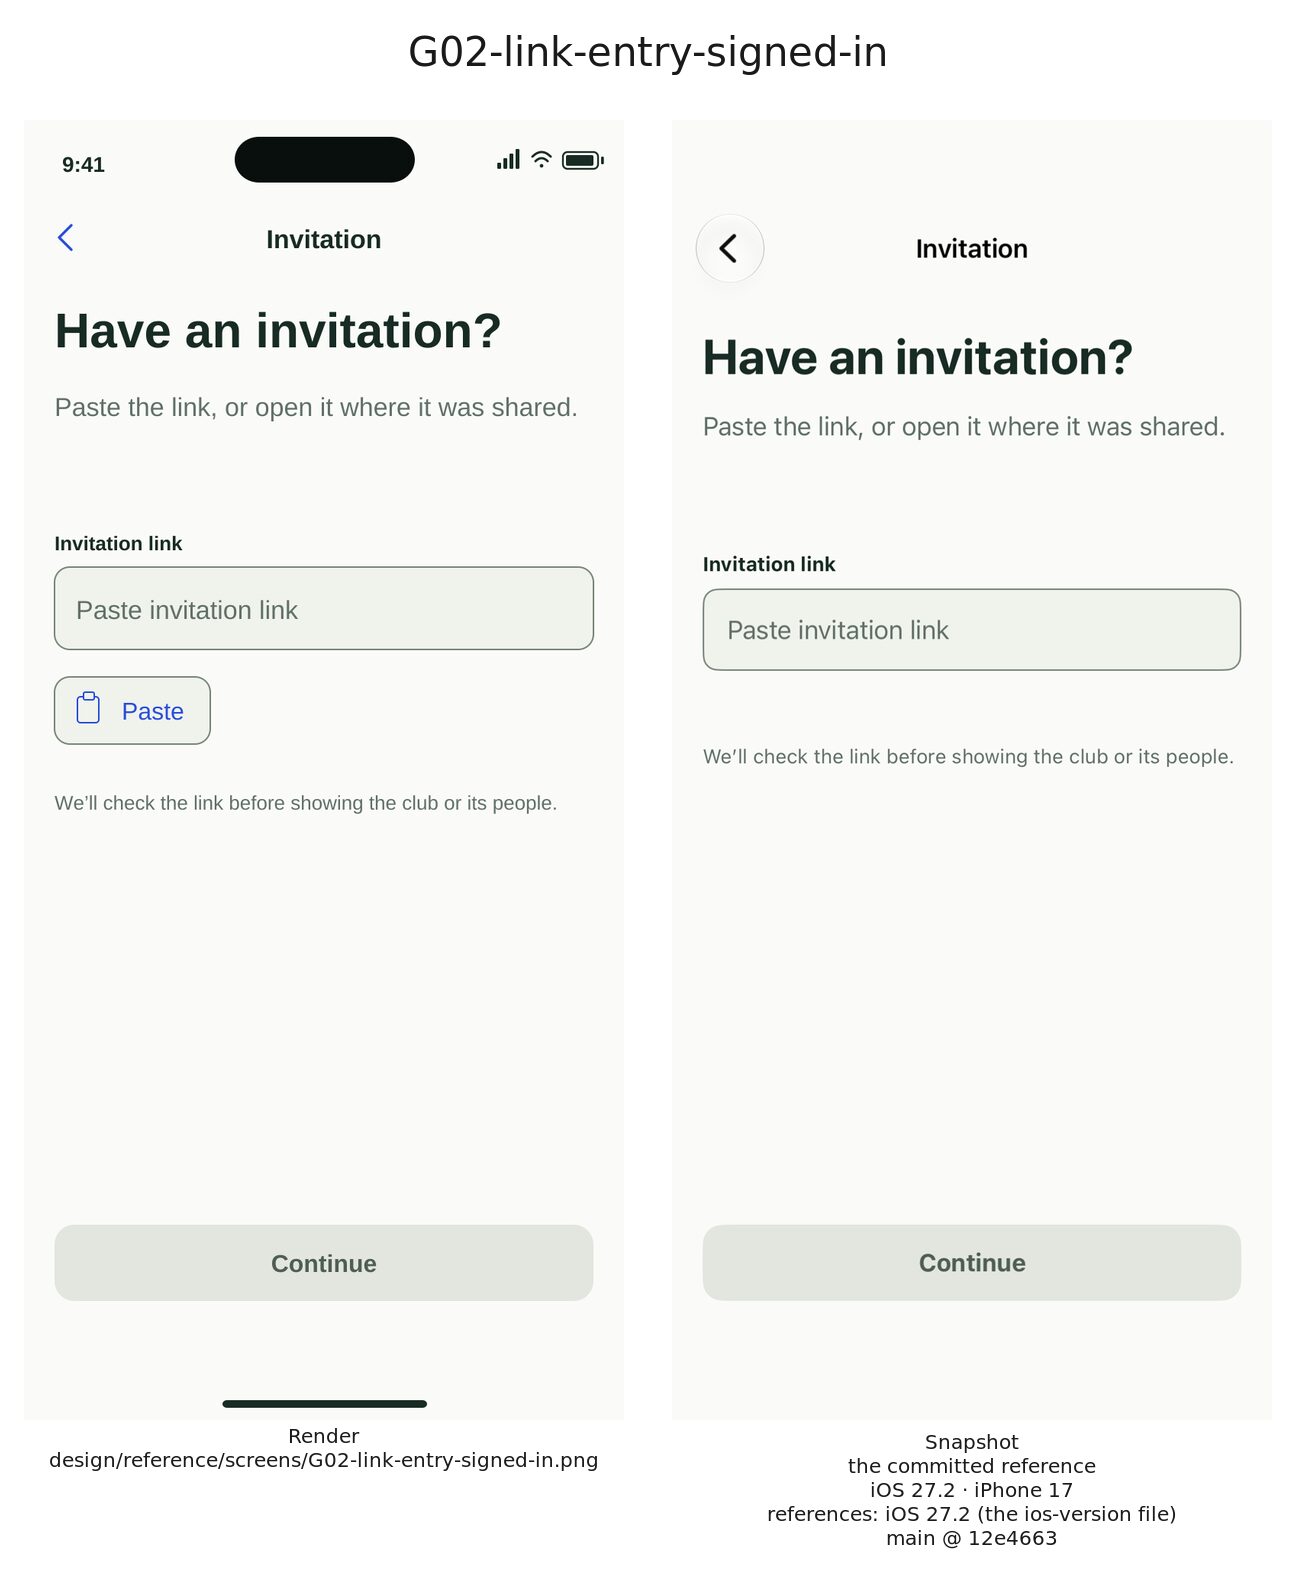 G02-link-entry-signed-in
9:41
Invitation
Have an invitation?
Paste the link, or open it where it was shared.
Invitation link
Paste invitation link
Paste
We’ll check the link before showing the club or its people.
Continue
Render
design/reference/screens/G02-link-entry-signed-in.png
Invitation
Have an invitation?
Paste the link, or open it where it was shared.
Invitation link
Paste invitation link
We’ll check the link before showing the club or its people.
Continue
Snapshot
the committed reference
iOS 27.2 · iPhone 17
references: iOS 27.2 (the ios-version file)
main @ 12e4663